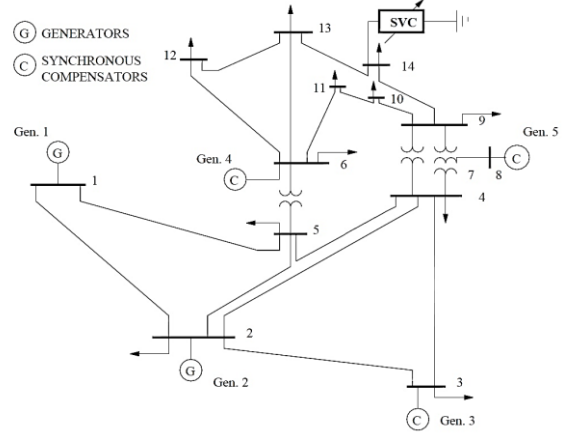 G GENERATORS
C SYNCHRONOUS
COMPENSATORS
13
SVC
12
14
11
10
9
Gen. 5
Gen. 1
G
Gen. 4
C
6
7
8
C
1
4
5
2
G
Gen. 2
3
C
Gen. 3